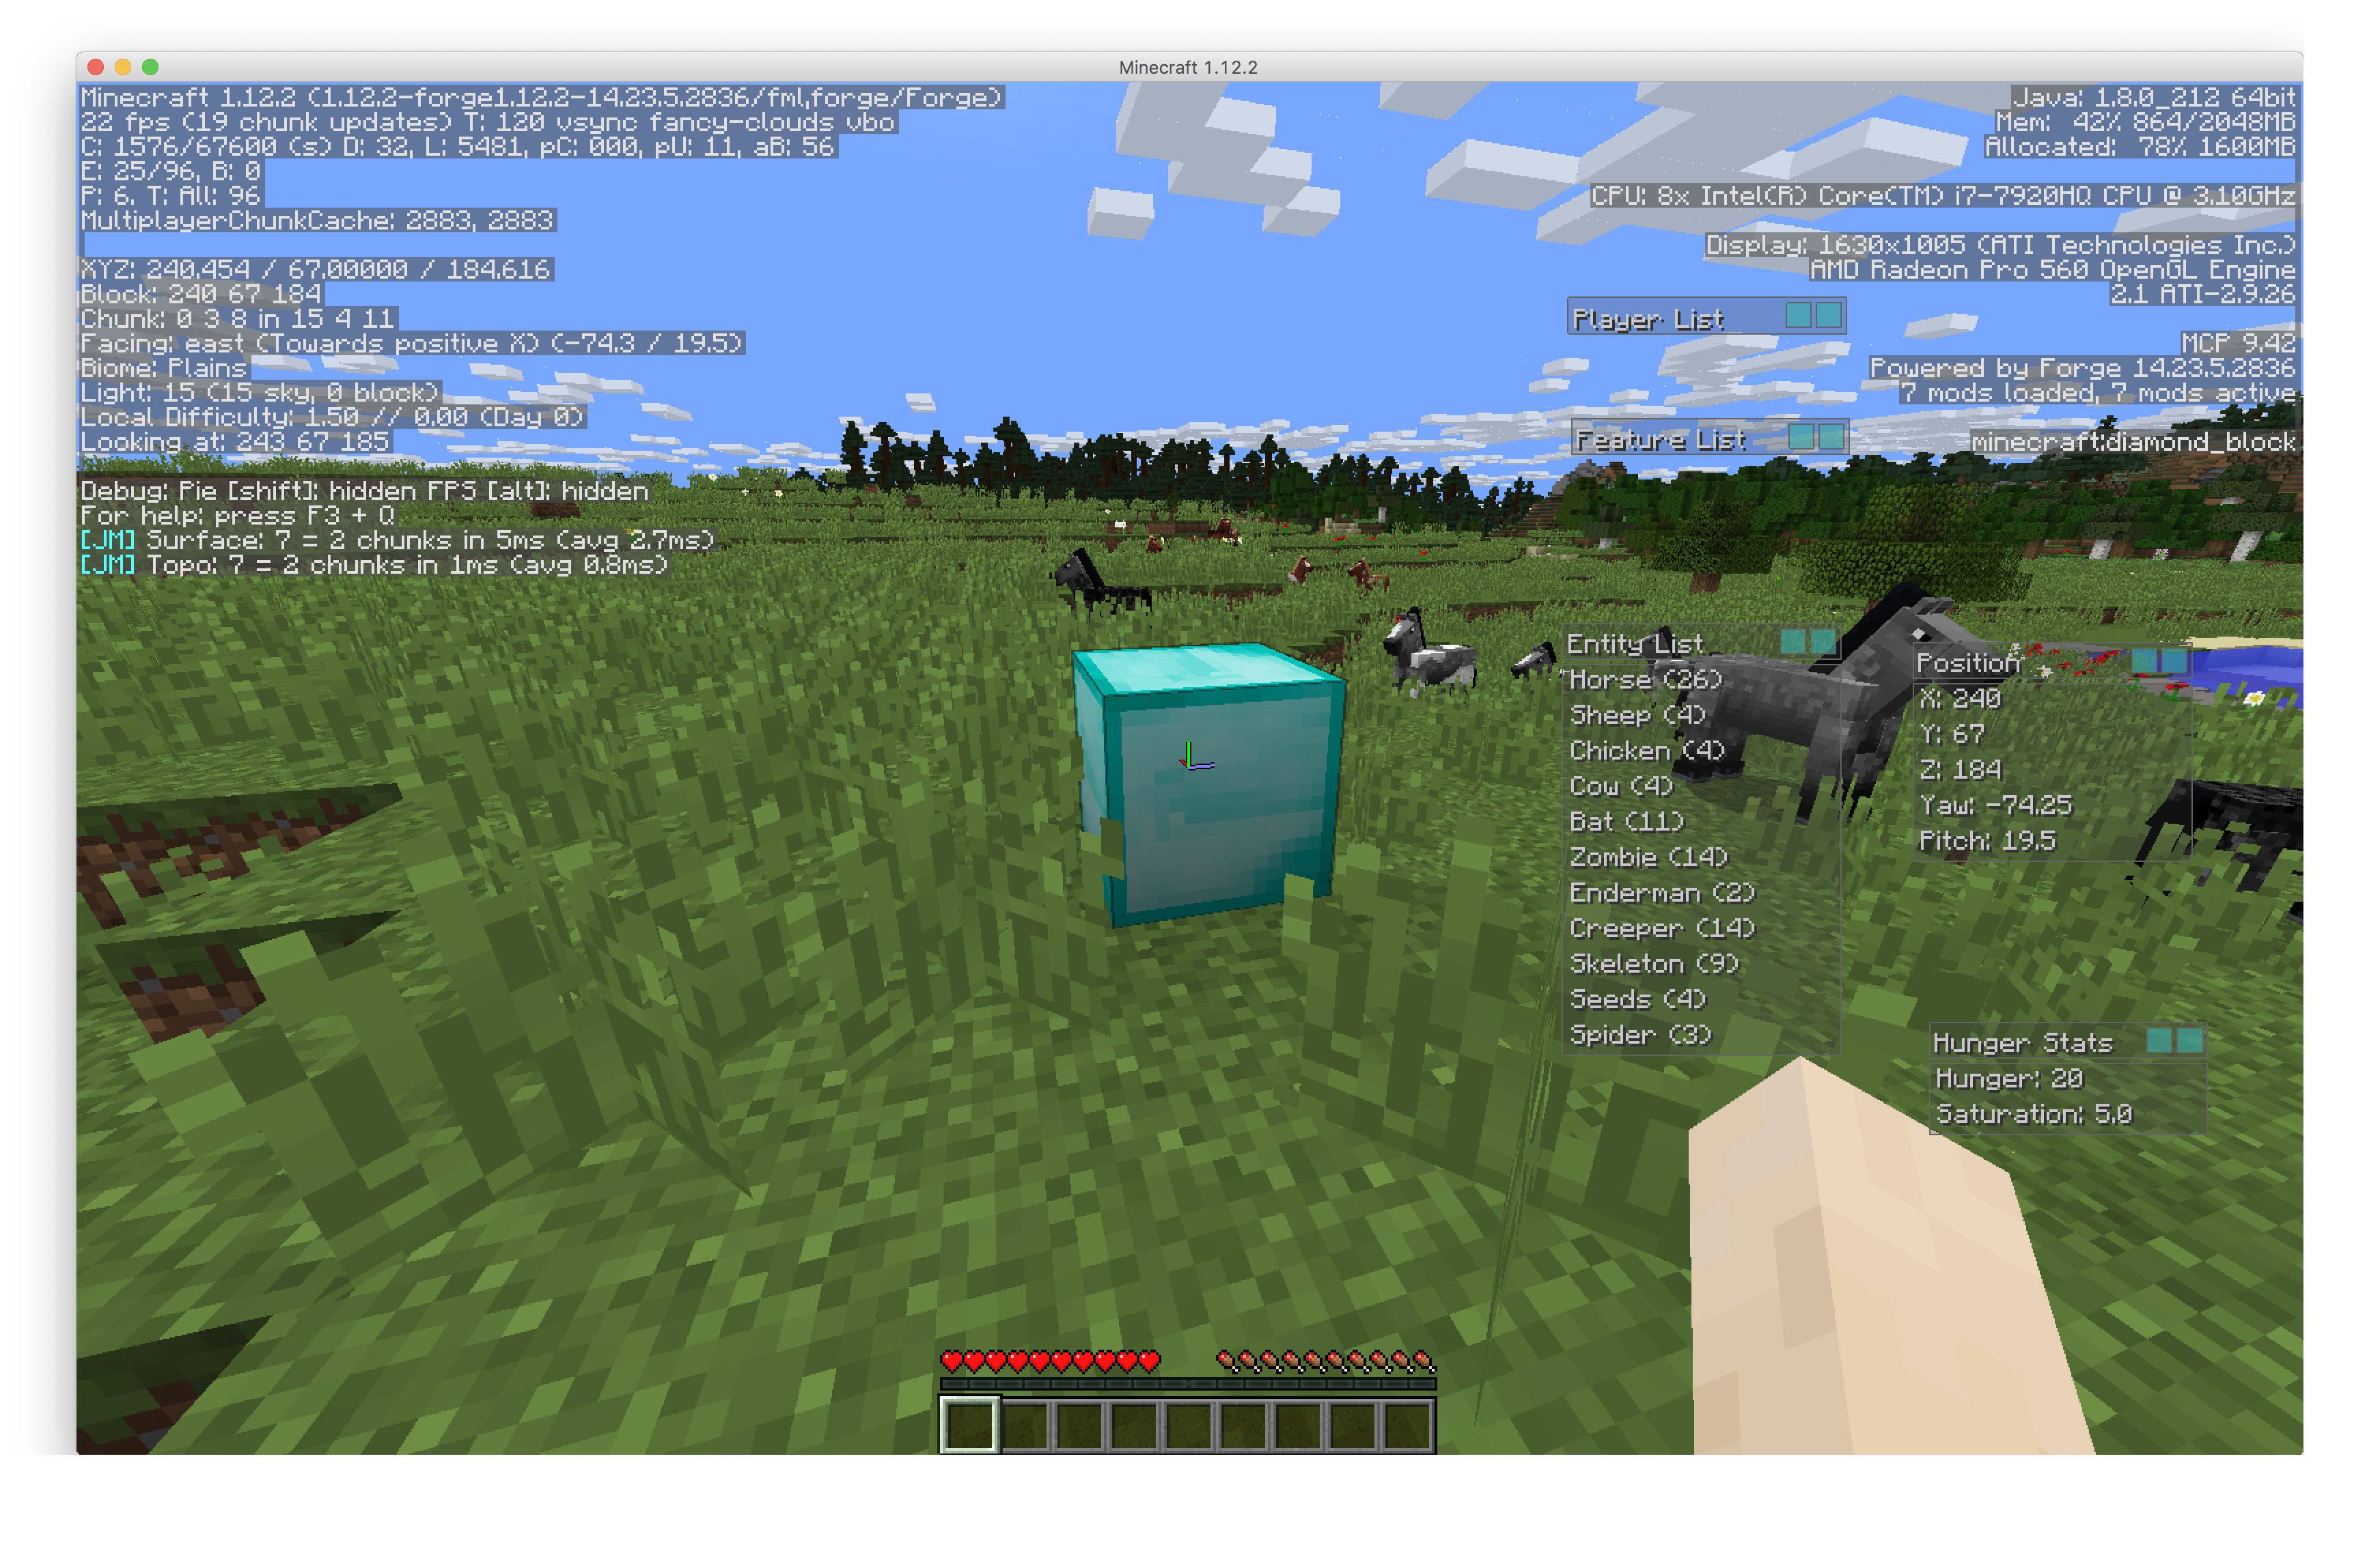 Minecraft 1.12.2
Minecraft 1.12.2 (1.12.2-forge1.12.2-14.23.5.2836/fml,forge/Forge)
22 fps (19 chunk updates) T: 120 vsync fancy-clouds vbo
C: 1576/67600 (s) D: 32, L: 5481, pC: 000, pU: 11, aB: 56
E: 25/96, B: 0
P: 6. T: All: 96
MultiplayerChunkCache: 2883, 2883
XYZ: 240.454 / 67.00000 / 184.616
Block: 240 67 184
Chunk: 0 3 8 in 15 4 11
Facing: east (Towards positive X) (-74.3 / 19.5)
Biome: Plains
Light: 15 (15 sky, 0 block)
Local Difficulty: 1.50 // 0.00 (Day 0)
Looking at: 243 67 185
Debug: Pie [shift]: hidden FPS [alt]: hidden
For help: press F3 + Q
[JM] Surface: 7 = 2 chunks in 5ms (avg 2.7ms)
[JM] Topo: 7 = 2 chunks in 1ms (avg 0.8ms)
Java: 1.8.0_212 64bit
Mem: 42% 864/2048MB
Allocated: 78% 1600MB
CPU: 8x Intel(R) Core(TM) i7-7920HQ CPU @ 3.10GHz
Display: 1630x1005 (ATI Technologies Inc.)
AMD Radeon Pro 560 OpenGL Engine
2.1 ATI-2.9.26
MCP 9.42
Powered by Forge 14.23.5.2836
7 mods loaded, 7 mods active
minecraft:diamond_block
Player List
Feature List
Entity List
Horse (26)
Sheep (4)
Chicken (4)
Cow (4)
Bat (11)
Zombie (14)
Enderman (2)
Creeper (14)
Skeleton (9)
Seeds (4)
Spider (3)
Position
X: 240
Y: 67
Z: 184
Yaw: -74.25
Pitch: 19.5
Hunger Stats
Hunger: 20
Saturation: 5.0